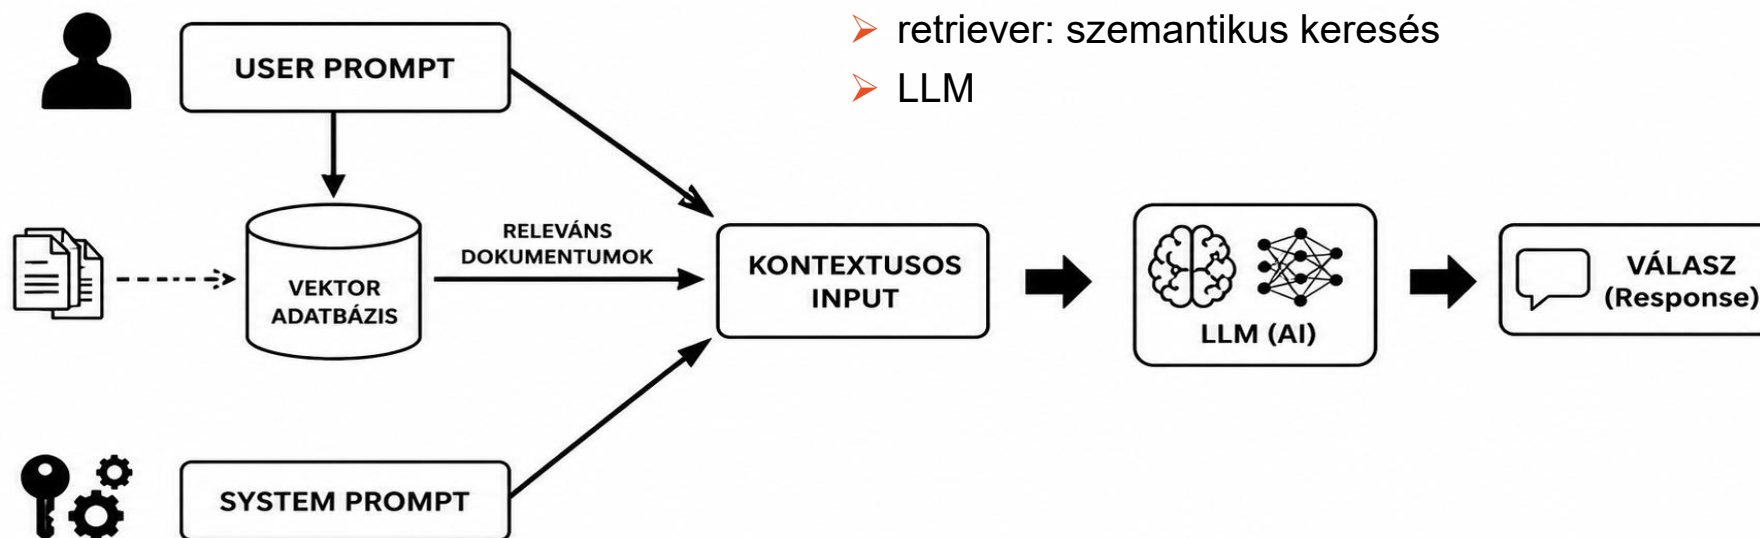 ➢ retriever: szemantikus keresés
➢ LLM
USER PROMPT
RELEVÁNS
DOKUMENTUMOK
VEKTOR
ADATBÁZIS
KONTEXTUSOS
INPUT
LLM (AI)
VÁLASZ
(Response)
SYSTEM PROMPT